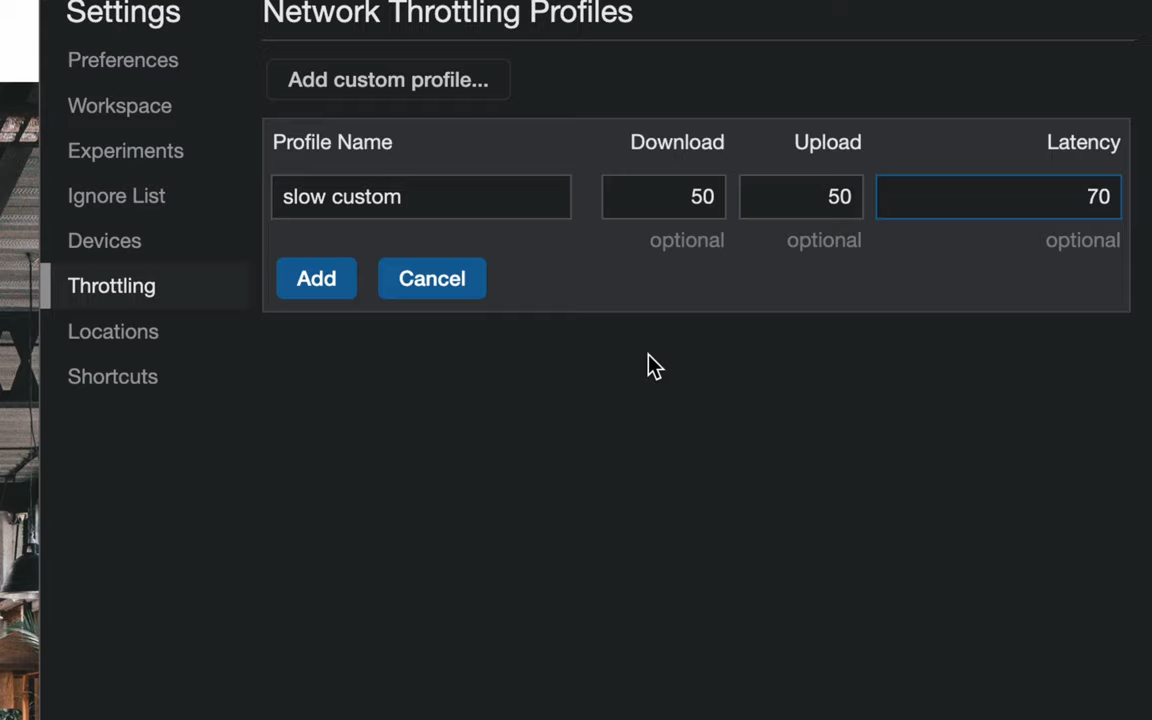 Settings
Network Throttling Profiles
Preferences
Workspace
Experiments
Ignore List
Devices
Throttling
Locations
Shortcuts
Add custom profile...
Profile Name Download Upload Latency
slow custom 50 50 70
optional optional optional
Add Cancel